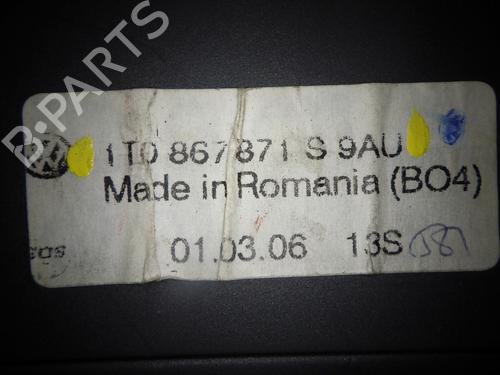 B-PARTS
1T0 867 871 S 9AU
Made in Romania (BO4)
01.03.06 13S